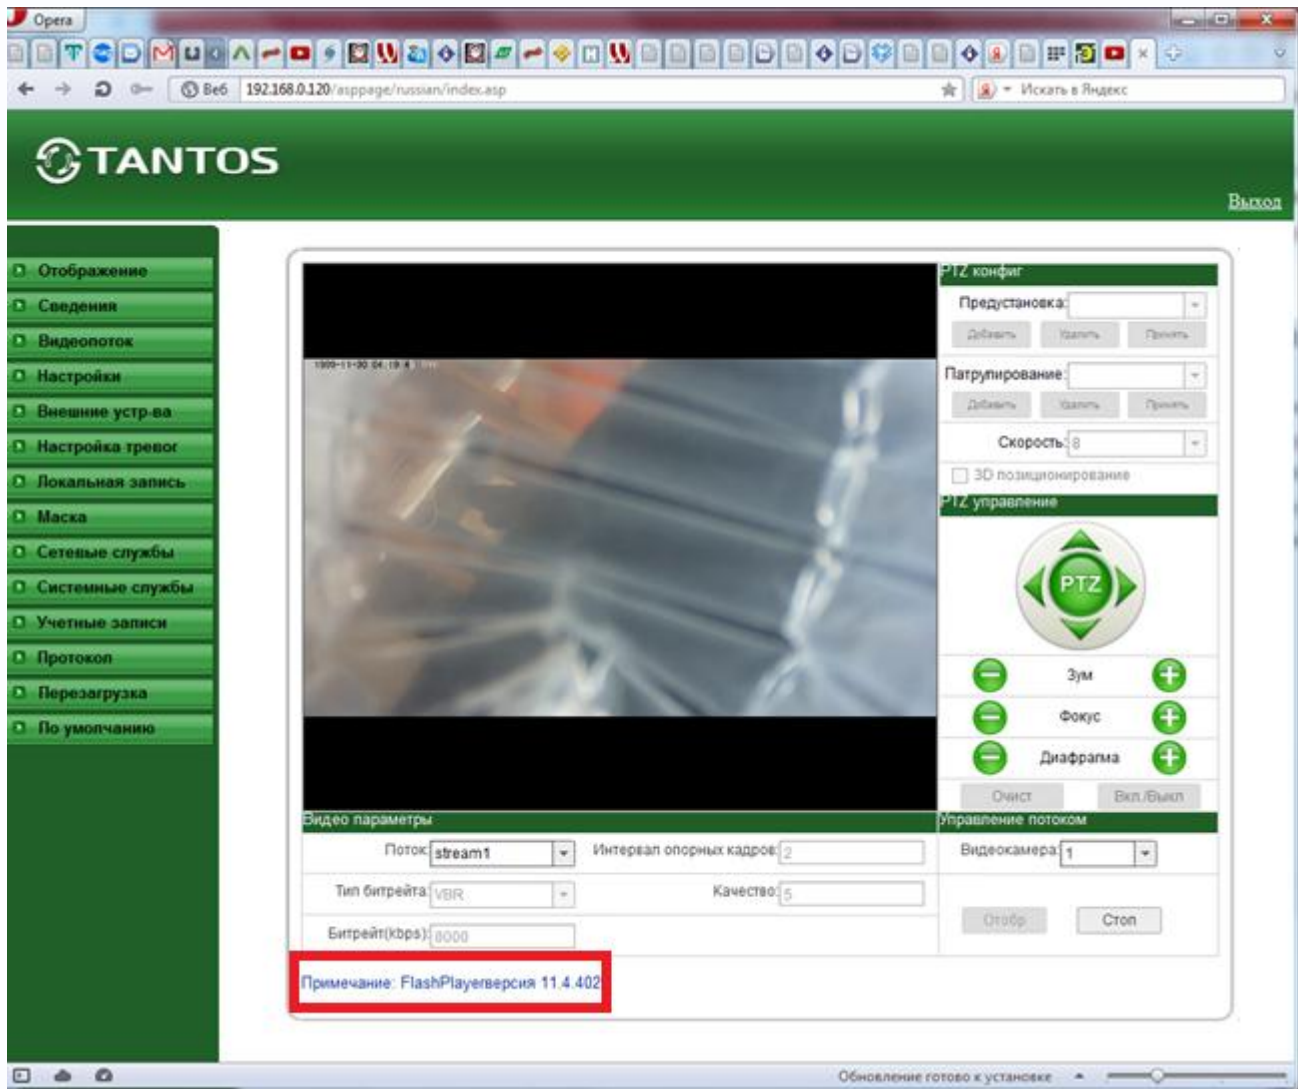 Opera
Веб 192.168.0.120/asppage/russian/index.asp
Искать в Яндекс
TANTOS
Выход
Отображение
Сведения
Видеопоток
Настройки
Внешние устр-ва
Настройка тревог
Локальная запись
Маска
Сетевые службы
Системные службы
Учетные записи
Протокол
Перезагрузка
По умолчанию
PTZ конфиг
Предустановка:
Добавить Удалить Принять
Патрулирование:
Добавить Удалить Принять
Скорость: 8
3D позиционирование
PTZ управление
PTZ
Зум
Фокус
Диафрагма
Очист Вкл./Выкл
Видео параметры
Поток: stream1 Интервал опорных кадров: 2
Тип битрейта: VBR Качество: 5
Битрейт(kbps): 8000
Управление потоком
Видеокамера: 1
Отобр Стоп
Примечание: FlashPlayerверсия 11.4.402
Обновление готово к установке